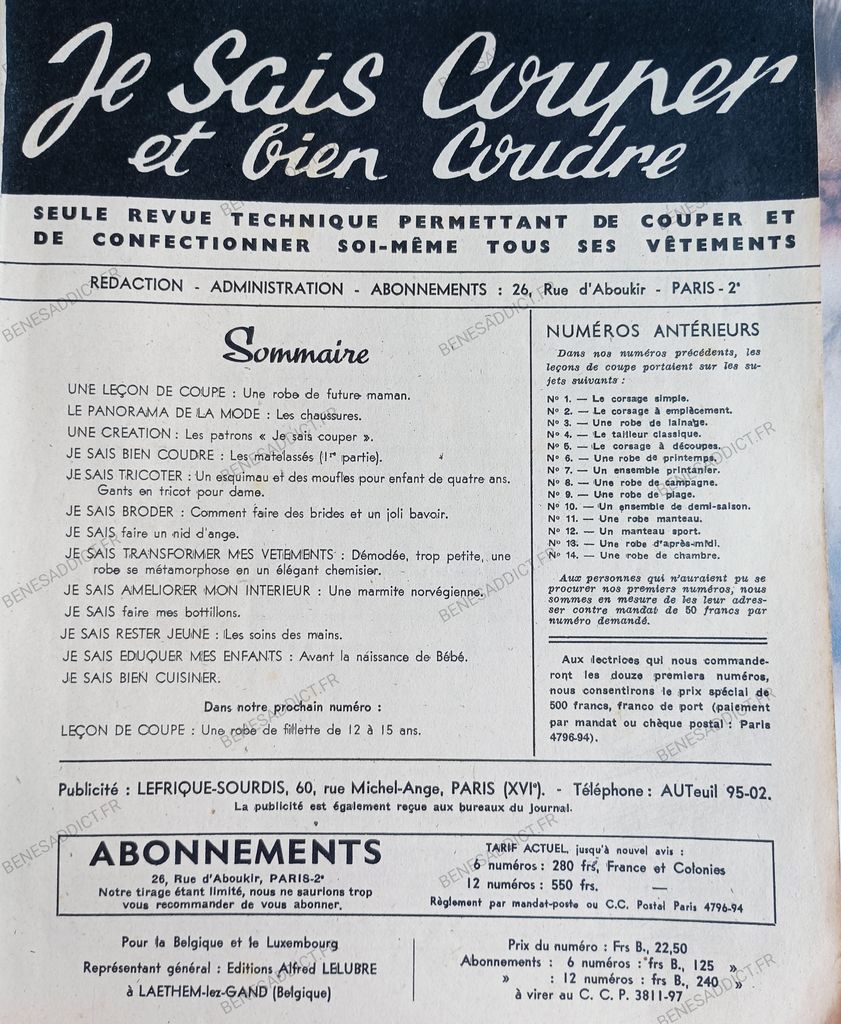 Je Sais Couper
et bien Coudre
SEULE REVUE TECHNIQUE PERMETTANT DE COUPER ET
DE CONFECTIONNER SOI-MÊME TOUS SES VÊTEMENTS
REDACTION - ADMINISTRATION - ABONNEMENTS : 26, Rue d'Aboukir - PARIS - 2e
Sommaire
UNE LEÇON DE COUPE : Une robe de future maman.
LE PANORAMA DE LA MODE : Les chaussures.
UNE CREATION : Les patrons « Je sais couper ».
JE SAIS BIEN COUDRE : Les matelassés (1re partie).
JE SAIS TRICOTER : Un esquimau et des moufles pour enfant de quatre ans.
Gants en tricot pour dame.
JE SAIS BRODER : Comment faire des brides et un joli bavoir.
JE SAIS faire un nid d'ange.
JE SAIS TRANSFORMER MES VETEMENTS : Démodée, trop petite, une
robe se métamorphose en un élégant chemisier.
JE SAIS AMELIORER MON INTERIEUR : Une marmite norvégienne.
JE SAIS faire mes bottillons.
JE SAIS RESTER JEUNE : Les soins des mains.
JE SAIS EDUQUER MES ENFANTS : Avant la naissance de Bébé.
JE SAIS BIEN CUISINER.
Dans notre prochain numéro :
LEÇON DE COUPE : Une robe de fillette de 12 à 15 ans.
NUMÉROS ANTÉRIEURS
Dans nos numéros précédents, les
leçons de coupe portaient sur les su-
jets suivants :
No 1. — Le corsage simple.
No 2. — Le corsage à emplècement.
No 3. — Une robe de lainage.
No 4. — Le tailleur classique.
No 5. — Le corsage à découpes.
No 6. — Une robe de printemps.
No 7. — Un ensemble printanier.
No 8. — Une robe de campagne.
No 9. — Une robe de plage.
No 10. — Un ensemble de demi-saison.
No 11. — Une robe manteau.
No 12. — Un manteau sport.
No 13. — Une robe d'après-midi.
No 14. — Une robe de chambre.
Aux personnes qui n'auraient pu se
procurer nos premiers numéros, nous
sommes en mesure de les leur adres-
ser contre mandat de 50 francs par
numéro demandé.
Aux lectrices qui nous commande-
ront les douze premiers numéros,
nous consentirons le prix spécial de
500 francs, franco de port (paiement
par mandat ou chèque postal : Paris
4796-94).
Publicité : LEFRIQUE-SOURDIS, 60, rue Michel-Ange, PARIS (XVIe). - Téléphone : AUTeuil 95-02.
La publicité est également reçue aux bureaux du Journal.
ABONNEMENTS
26, Rue d'Aboukir, PARIS-2e
Notre tirage étant limité, nous ne saurions trop
vous recommander de vous abonner.
TARIF ACTUEL, jusqu'à nouvel avis :
6 numéros : 280 frs, France et Colonies
12 numéros : 550 frs. —
Règlement par mandat-poste ou C.C. Postal Paris 4796-94
Pour la Belgique et le Luxembourg
Représentant général : Editions Alfred LELUBRE
à LAETHEM-lez-GAND (Belgique)
Prix du numéro : Frs B., 22,50
Abonnements : 6 numéros : frs B., 125 »
» : 12 numéros : frs B., 240 »
à virer au C. C. P. 3811-97
BENESADDICT.FR